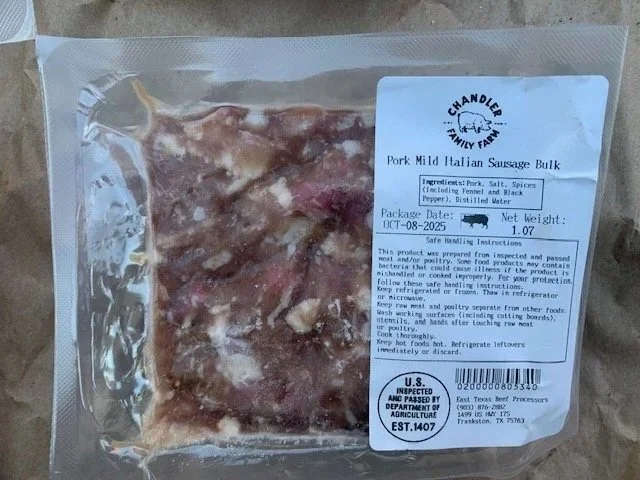 CHANDLER
FAMILY FARM
Pork Mild Italian Sausage Bulk
Ingredients: Pork, Salt, Spices
(Including Fennel and Black
Pepper), Distilled Water
Package Date:
OCT-08-2025
Net Weight:
1.07
Safe Handling Instructions
This product was prepared from inspected and passed
meat and/or poultry. Some food products may contain
bacteria that could cause illness if the product is
mishandled or cooked improperly. For your protection,
follow these safe handling instructions.
Keep refrigerated or frozen. Thaw in refrigerator
or microwave.
Keep raw meat and poultry separate from other foods.
Wash working surfaces (including cutting boards),
utensils, and hands after touching raw meat
or poultry.
Cook thoroughly.
Keep hot foods hot. Refrigerate leftovers
immediately or discard.
U.S.
INSPECTED
AND PASSED BY
DEPARTMENT OF
AGRICULTURE
EST.1407
0200000805340
East Texas Beef Processors
(903) 876-2882
1499 US HWY 175
Frankston, TX 75763